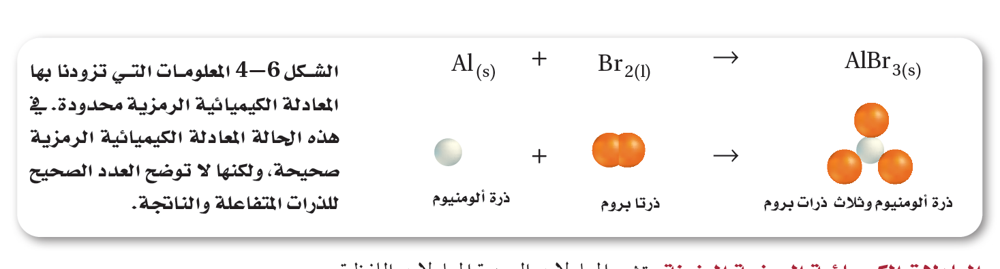 Al(s) + Br2(l) → AlBr3(s)
+ →
ذرة ألومنيوم
ذرتا بروم
ذرة ألومنيوم وثلاث ذرات بروم
الشكل 6–4 المعلومات التي تزودنا بها
المعادلة الكيميائية الرمزية محدودة. في
هذه الحالة المعادلة الكيميائية الرمزية
صحيحة، ولكنها لا توضح العدد الصحيح
للذرات المتفاعلة والناتجة.